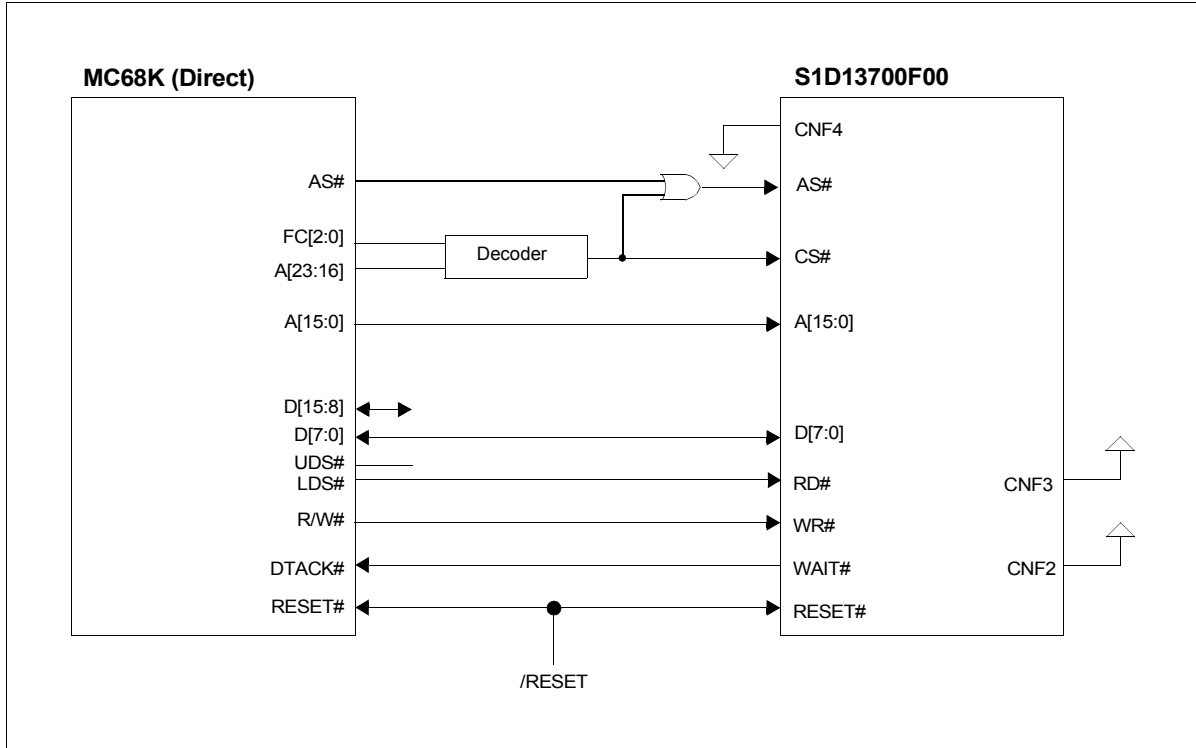 MC68K (Direct)
S1D13700F00
CNF4
AS#
AS#
FC[2:0]
Decoder
CS#
A[23:16]
A[15:0]
A[15:0]
D[15:8]
D[7:0]
D[7:0]
UDS#
LDS#
RD#
CNF3
R/W#
WR#
DTACK#
WAIT#
CNF2
RESET#
RESET#
/RESET